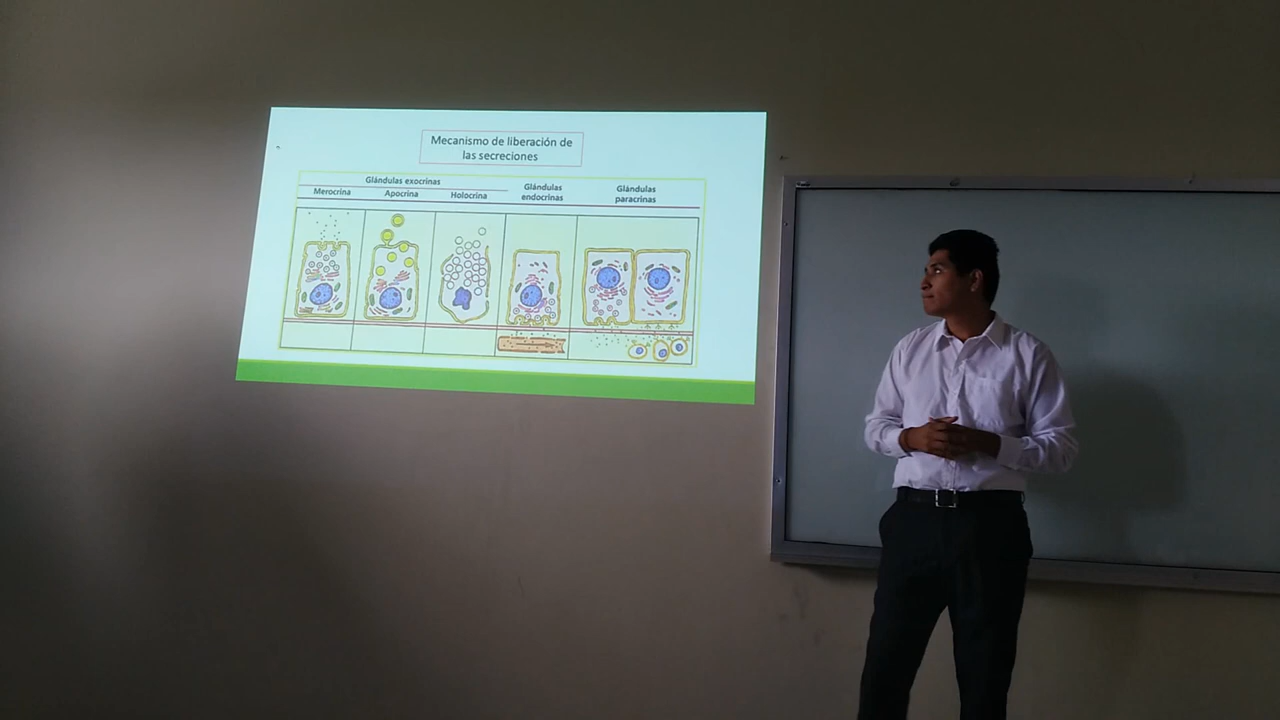 Mecanismo de liberación de
las secreciones
Glándulas exocrinas
Merocrina
Apocrina
Holocrina
Glándulas
endocrinas
Glándulas
paracrinas